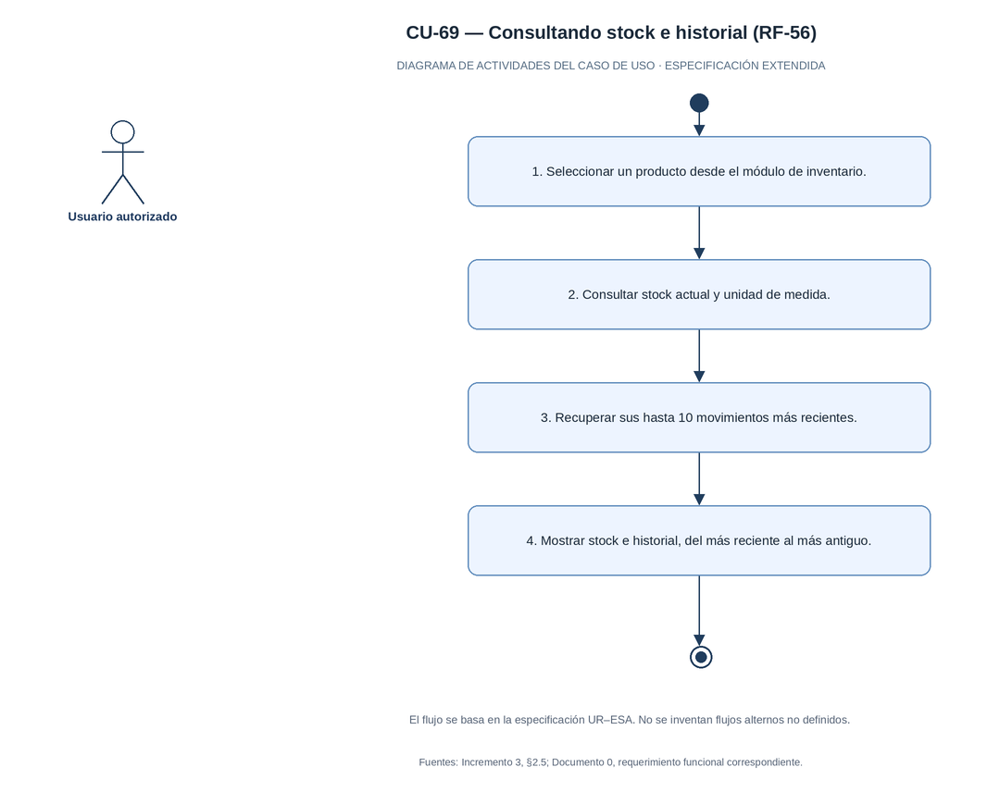 CU-69 — Consultando stock e historial (RF-56)
DIAGRAMA DE ACTIVIDADES DEL CASO DE USO · ESPECIFICACIÓN EXTENDIDA
Usuario autorizado
1. Seleccionar un producto desde el módulo de inventario.
2. Consultar stock actual y unidad de medida.
3. Recuperar sus hasta 10 movimientos más recientes.
4. Mostrar stock e historial, del más reciente al más antiguo.
El flujo se basa en la especificación UR–ESA. No se inventan flujos alternos no definidos.
Fuentes: Incremento 3, §2.5; Documento 0, requerimiento funcional correspondiente.